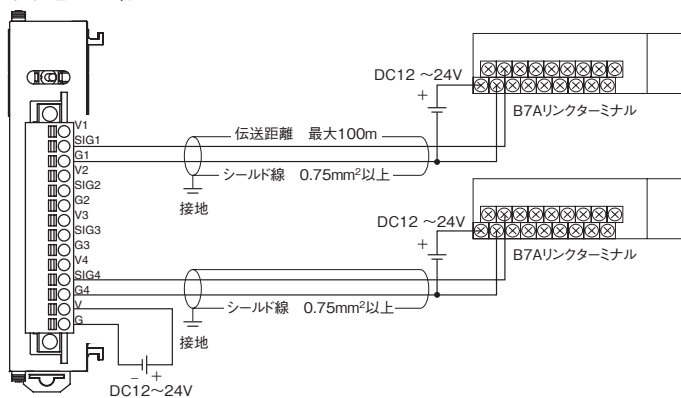 DC12 ～24V
B7Aリンクターミナル
V1
SIG1
G1
V2
SIG2
G2
V3
SIG3
G3
V4
SIG4
G4
V
G
伝送距離 最大100m
シールド線 0.75mm²以上
接地
DC12 ～24V
B7Aリンクターミナル
シールド線 0.75mm²以上
接地
DC12～24V